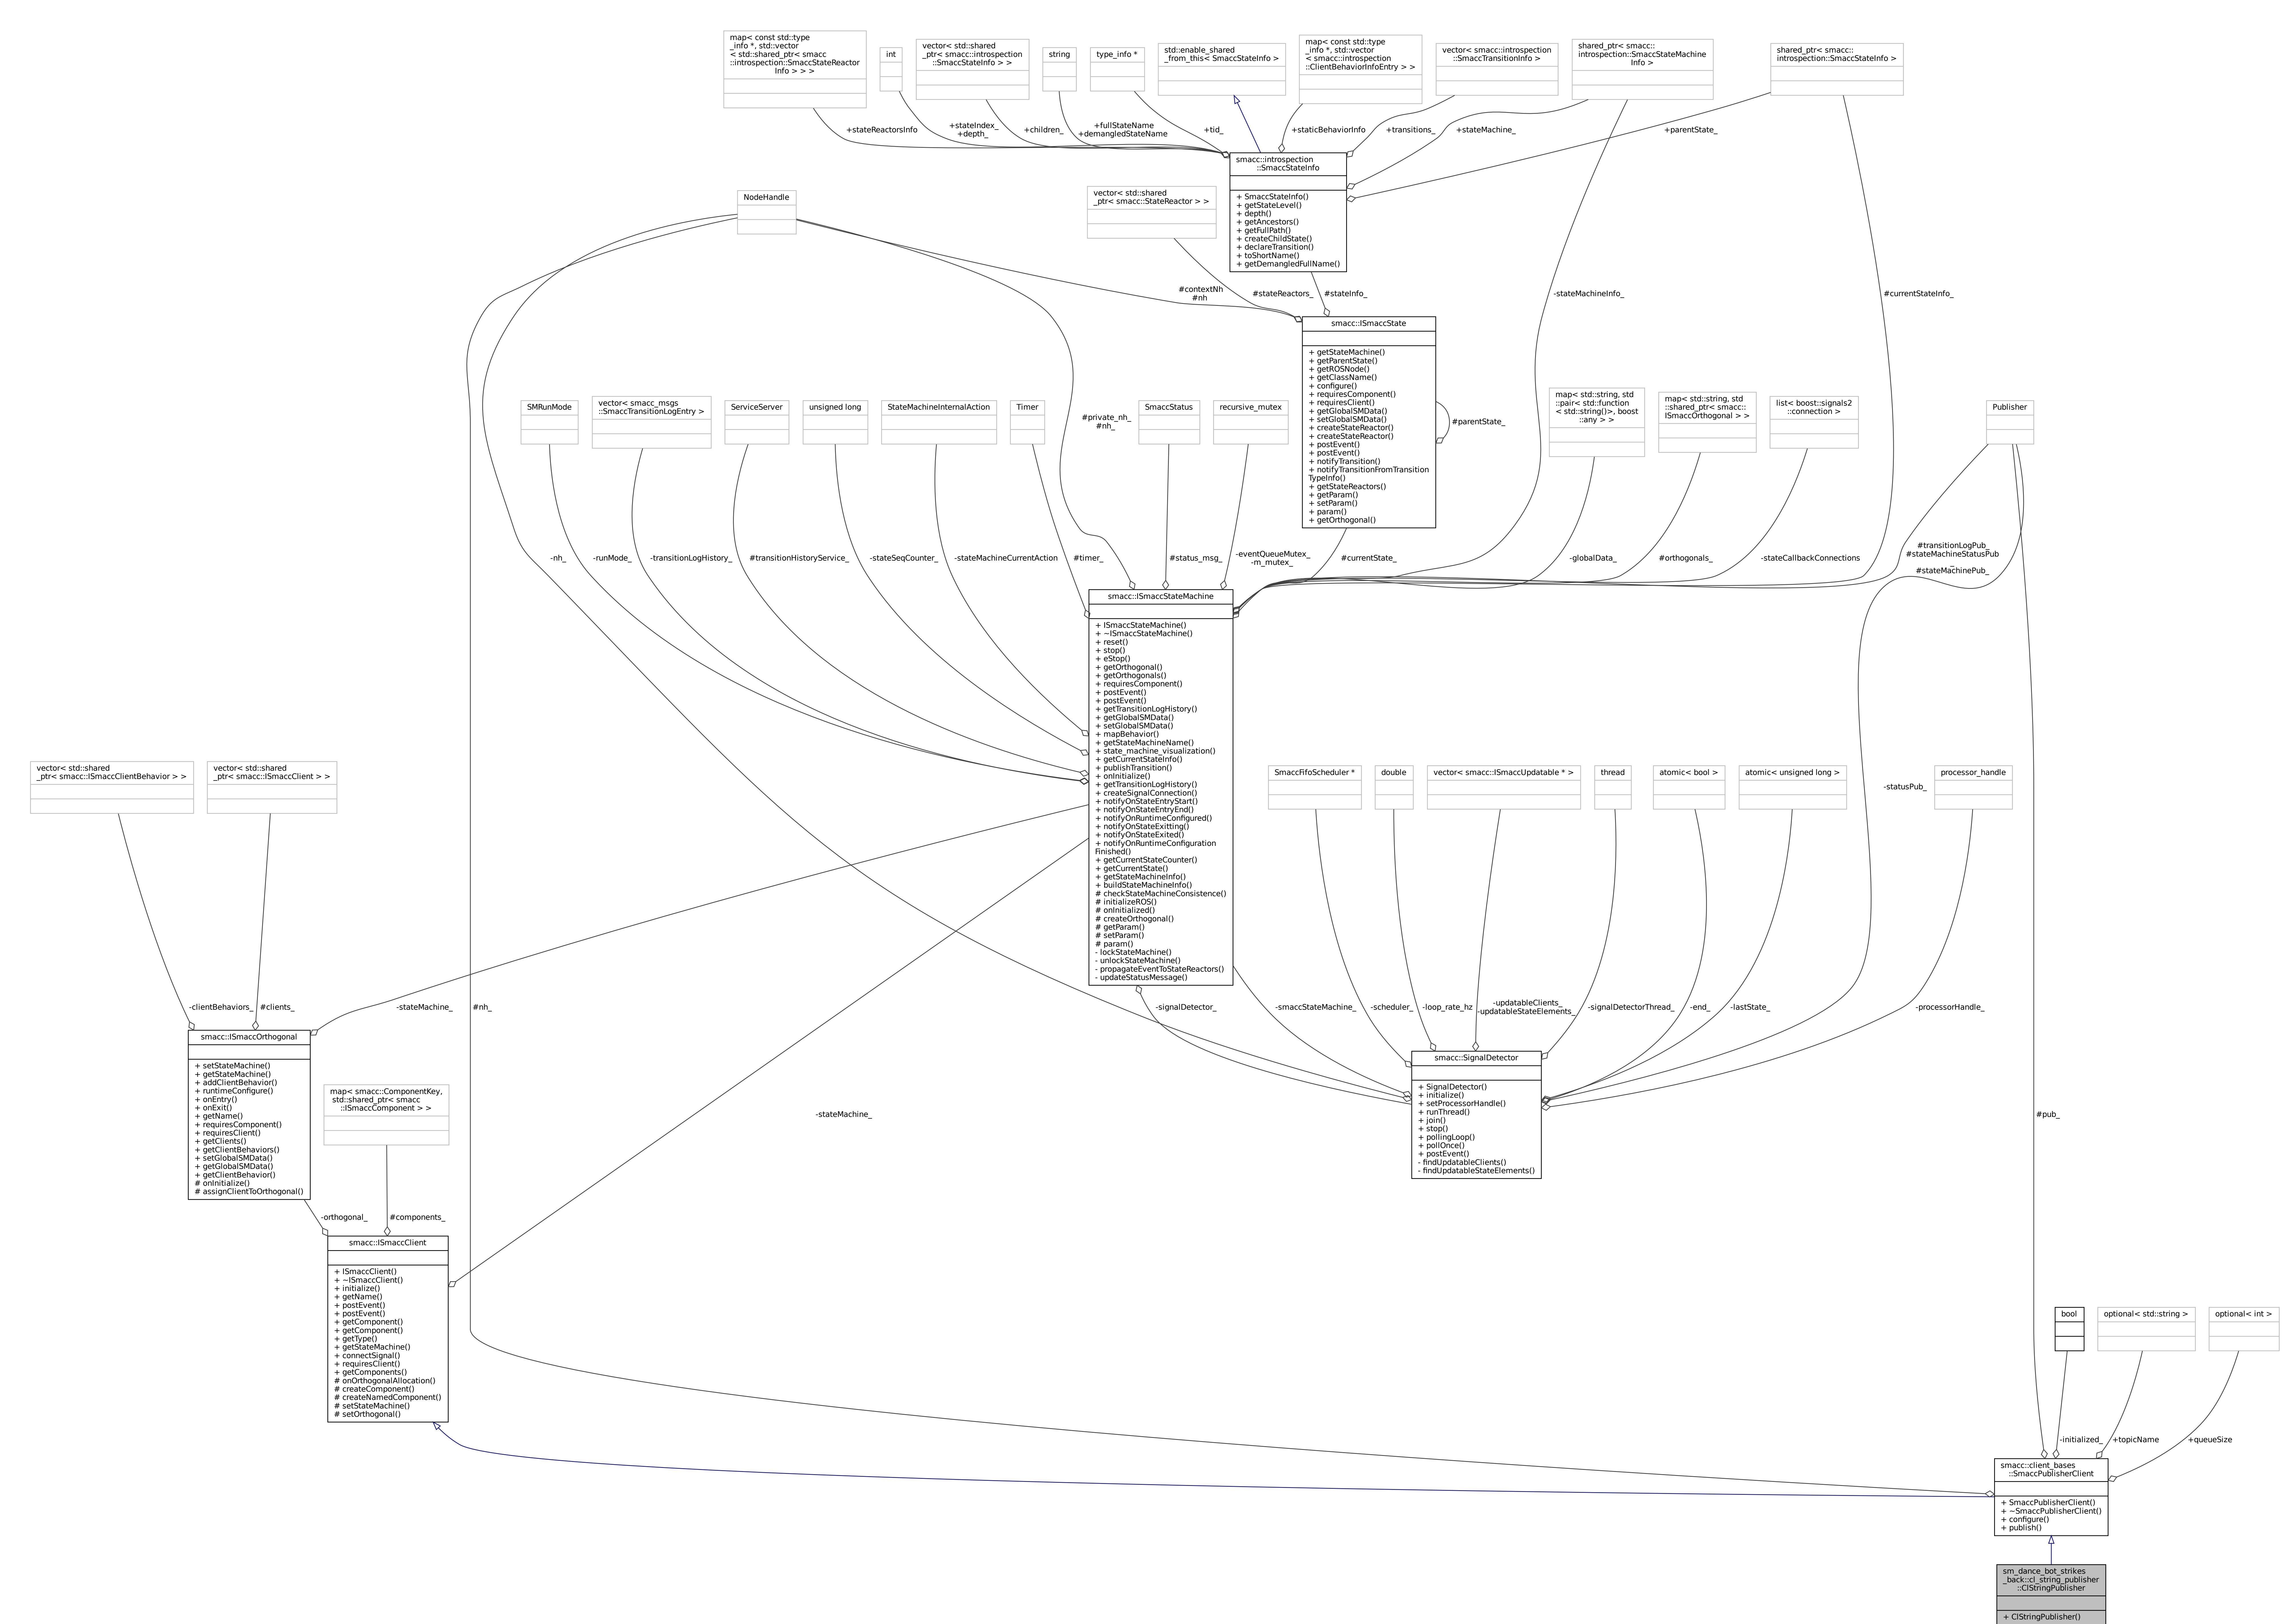 map< const std::type
_info *, std::vector
< std::shared_ptr< smacc
::introspection::SmaccStateReactor
Info > > >
int
vector< std::shared
_ptr< smacc::introspection
::SmaccStateInfo > >
string
type_info *
std::enable_shared
_from_this< SmaccStateInfo >
map< const std::type
_info *, std::vector
< smacc::introspection
::ClientBehaviorInfoEntry > >
vector< smacc::introspection
::SmaccTransitionInfo >
shared_ptr< smacc::
introspection::SmaccStateMachine
Info >
shared_ptr< smacc::
introspection::SmaccStateInfo >
+stateReactorsInfo
+stateIndex_
+depth_
+children_
+fullStateName
+demangledStateName
+tid_
+staticBehaviorInfo
+transitions_
+stateMachine_
+parentState_
smacc::introspection
::SmaccStateInfo
+ SmaccStateInfo()
+ getStateLevel()
+ depth()
+ getAncestors()
+ getFullPath()
+ createChildState()
+ declareTransition()
+ toShortName()
+ getDemangledFullName()
NodeHandle
vector< std::shared
_ptr< smacc::StateReactor > >
#contextNh
#nh
#stateReactors_
#stateInfo_
-stateMachineInfo_
#currentStateInfo_
smacc::ISmaccState
+ getStateMachine()
+ getParentState()
+ getROSNode()
+ getClassName()
+ configure()
+ requiresComponent()
+ requiresClient()
+ getGlobalSMData()
+ setGlobalSMData()
+ createStateReactor()
+ createStateReactor()
+ postEvent()
+ postEvent()
+ notifyTransition()
+ notifyTransitionFromTransition
TypeInfo()
+ getStateReactors()
+ getParam()
+ setParam()
+ param()
+ getOrthogonal()
#parentState_
SMRunMode
vector< smacc_msgs
::SmaccTransitionLogEntry >
ServiceServer
unsigned long
StateMachineInternalAction
Timer
#private_nh_
#nh_
SmaccStatus
recursive_mutex
map< std::string, std
::pair< std::function
< std::string()>, boost
::any > >
map< std::string, std
::shared_ptr< smacc::
ISmaccOrthogonal > >
list< boost::signals2
::connection >
Publisher
-nh_
-runMode_
-transitionLogHistory_
#transitionHistoryService_
-stateSeqCounter_
-stateMachineCurrentAction
#timer_
#status_msg_
-eventQueueMutex_
-m_mutex_
#currentState_
-globalData_
#orthogonals_
-stateCallbackConnections
#transitionLogPub_
#stateMachineStatusPub
_
#stateMachinePub_
smacc::ISmaccStateMachine
+ ISmaccStateMachine()
+ ~ISmaccStateMachine()
+ reset()
+ stop()
+ eStop()
+ getOrthogonal()
+ getOrthogonals()
+ requiresComponent()
+ postEvent()
+ postEvent()
+ getTransitionLogHistory()
+ getGlobalSMData()
+ setGlobalSMData()
+ mapBehavior()
+ getStateMachineName()
+ state_machine_visualization()
+ getCurrentStateInfo()
+ publishTransition()
+ onInitialize()
+ getTransitionLogHistory()
+ createSignalConnection()
+ notifyOnStateEntryStart()
+ notifyOnStateEntryEnd()
+ notifyOnRuntimeConfigured()
+ notifyOnStateExitting()
+ notifyOnStateExited()
+ notifyOnRuntimeConfiguration
Finished()
+ getCurrentStateCounter()
+ getCurrentState()
+ getStateMachineInfo()
+ buildStateMachineInfo()
# checkStateMachineConsistence()
# initializeROS()
# onInitialized()
# createOrthogonal()
# getParam()
# setParam()
# param()
- lockStateMachine()
- unlockStateMachine()
- propagateEventToStateReactors()
- updateStatusMessage()
vector< std::shared
_ptr< smacc::ISmaccClientBehavior > >
vector< std::shared
_ptr< smacc::ISmaccClient > >
SmaccFifoScheduler *
double
vector< smacc::ISmaccUpdatable * >
thread
atomic< bool >
atomic< unsigned long >
-statusPub_
processor_handle
-clientBehaviors_
#clients_
-stateMachine_
#nh_
-signalDetector_
-smaccStateMachine_
-scheduler_
-loop_rate_hz
-updatableClients_
-updatableStateElements_
-signalDetectorThread_
-end_
-lastState_
-processorHandle_
smacc::ISmaccOrthogonal
+ setStateMachine()
+ getStateMachine()
+ addClientBehavior()
+ runtimeConfigure()
+ onEntry()
+ onExit()
+ getName()
+ requiresComponent()
+ requiresClient()
+ getClients()
+ getClientBehaviors()
+ setGlobalSMData()
+ getGlobalSMData()
+ getClientBehavior()
# onInitialize()
# assignClientToOrthogonal()
map< smacc::ComponentKey,
std::shared_ptr< smacc
::ISmaccComponent > >
-stateMachine_
smacc::SignalDetector
+ SignalDetector()
+ initialize()
+ setProcessorHandle()
+ runThread()
+ join()
+ stop()
+ pollingLoop()
+ pollOnce()
+ postEvent()
- findUpdatableClients()
- findUpdatableStateElements()
#pub_
-orthogonal_
#components_
smacc::ISmaccClient
+ ISmaccClient()
+ ~ISmaccClient()
+ initialize()
+ getName()
+ postEvent()
+ postEvent()
+ getComponent()
+ getComponent()
+ getType()
+ getStateMachine()
+ connectSignal()
+ requiresClient()
+ getComponents()
# onOrthogonalAllocation()
# createComponent()
# createNamedComponent()
# setStateMachine()
# setOrthogonal()
bool
optional< std::string >
optional< int >
-initialized_
+topicName
+queueSize
smacc::client_bases
::SmaccPublisherClient
+ SmaccPublisherClient()
+ ~SmaccPublisherClient()
+ configure()
+ publish()
sm_dance_bot_strikes
_back::cl_string_publisher
::ClStringPublisher
+ ClStringPublisher()